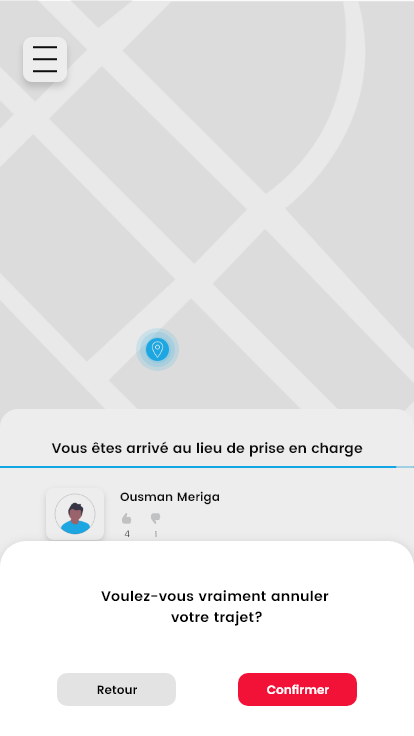 Vous êtes arrivé au lieu de prise en charge
Ousman Meriga
4 1
Voulez-vous vraiment annuler
votre trajet?
Retour Confirmer